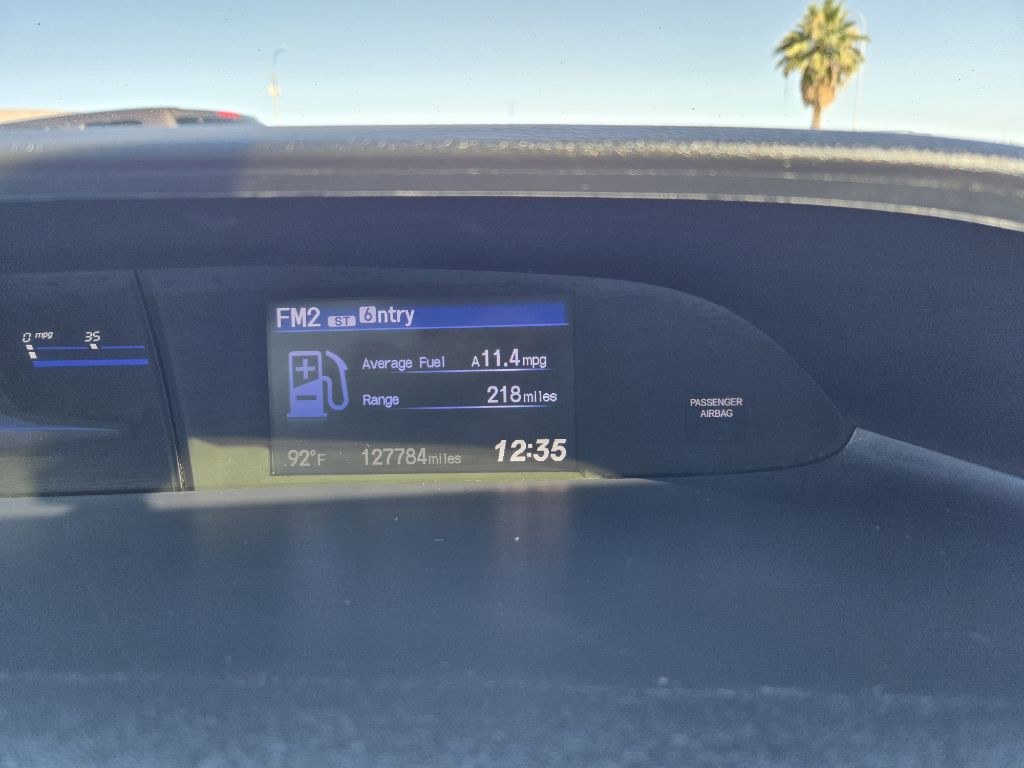 0 mpg 35
FM2 ST 6ntry
Average Fuel A11.4mpg
Range 218miles
92°F 127784miles 12:35
PASSENGER
AIRBAG